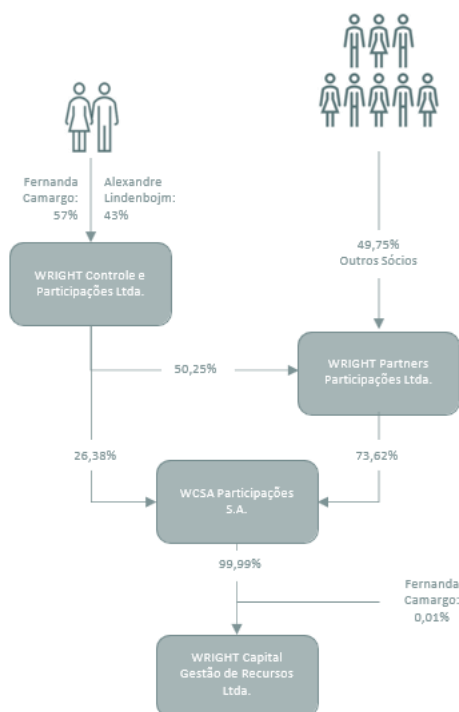 Fernanda
Camargo:
57%
Alexandre
Lindenbojm:
43%
49,75%
Outros Sócios
WRIGHT Controle e
Participações Ltda.
50,25%
WRIGHT Partners
Participações Ltda.
26,38%
73,62%
WCSA Participações
S.A.
99,99%
Fernanda
Camargo:
0,01%
WRIGHT Capital
Gestão de Recursos
Ltda.